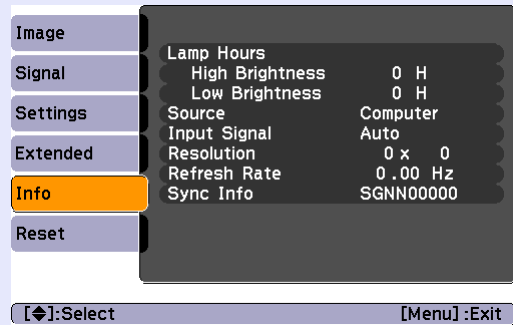 Image
Signal
Settings
Extended
Info
Reset
Lamp Hours
High Brightness 0 H
Low Brightness 0 H
Source Computer
Input Signal Auto
Resolution 0 x 0
Refresh Rate 0.00 Hz
Sync Info SGNN00000
[◆]:Select [Menu]:Exit